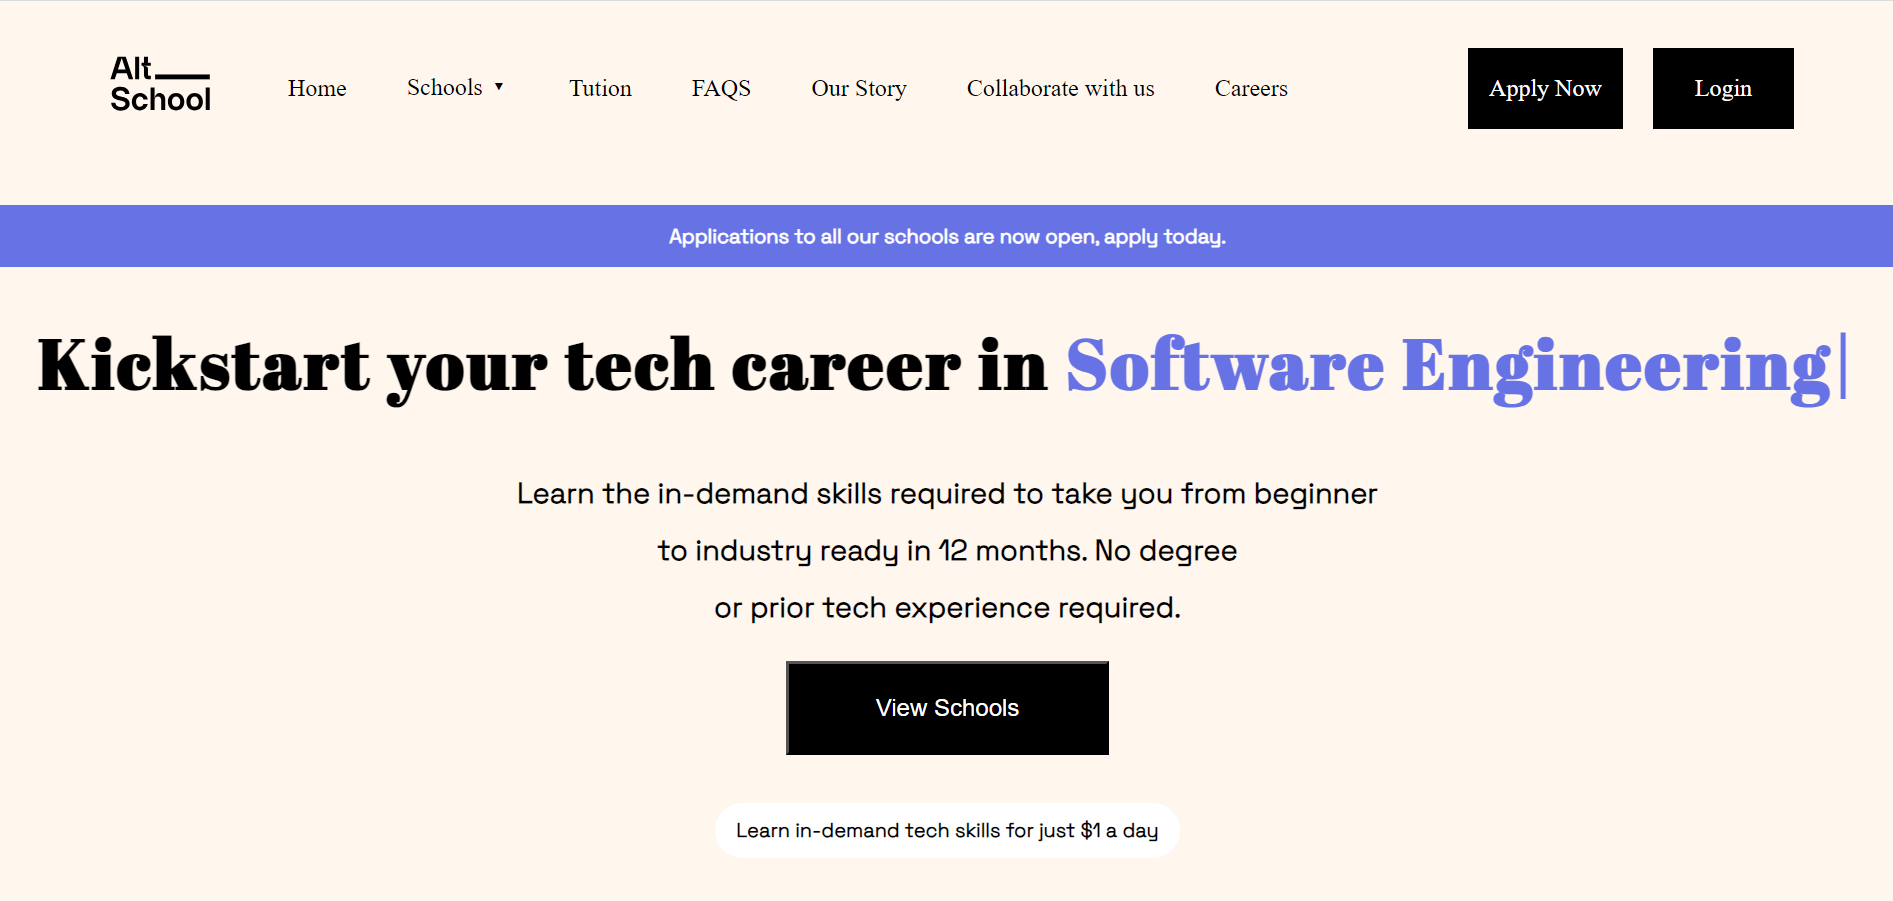 Alt
School
Home
Schools ▼
Tution
FAQS
Our Story
Collaborate with us
Careers
Apply Now
Login
Applications to all our schools are now open, apply today.
Kickstart your tech career in Software Engineering|
Learn the in-demand skills required to take you from beginner
to industry ready in 12 months. No degree
or prior tech experience required.
View Schools
Learn in-demand tech skills for just $1 a day